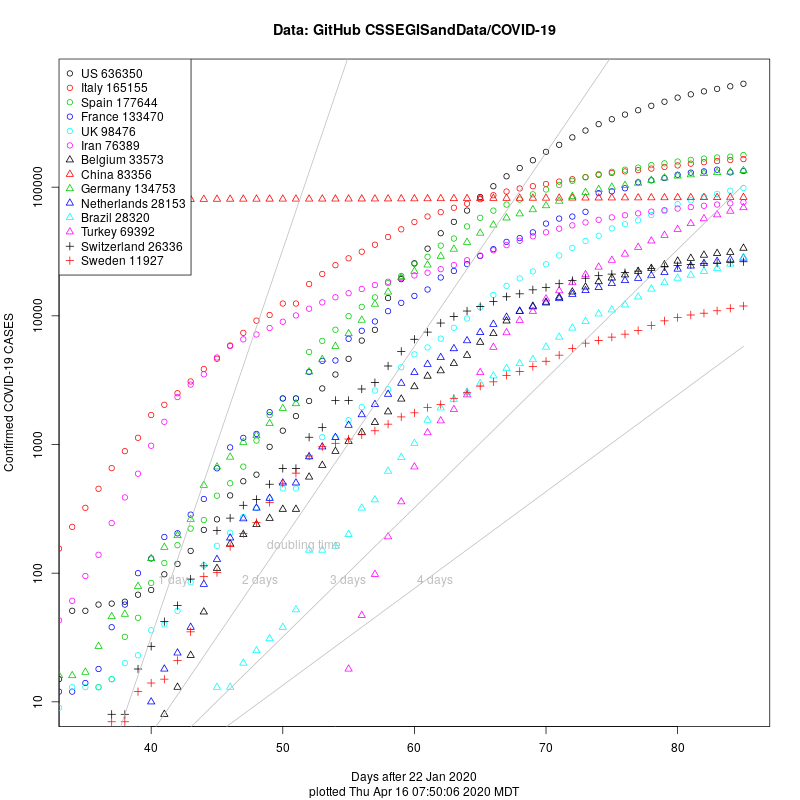 Data: GitHub CSSEGISandData/COVID-19
US 636350
Italy 165155
Spain 177644
France 133470
UK 98476
Iran 76389
Belgium 33573
China 83356
Germany 134753
Netherlands 28153
Brazil 28320
Turkey 69392
Switzerland 26336
Sweden 11927
Confirmed COVID-19 CASES
100000
10000
1000
100
10
doubling time
1 day
2 days
3 days
4 days
40 50 60 70 80
Days after 22 Jan 2020
plotted Thu Apr 16 07:50:06 2020 MDT